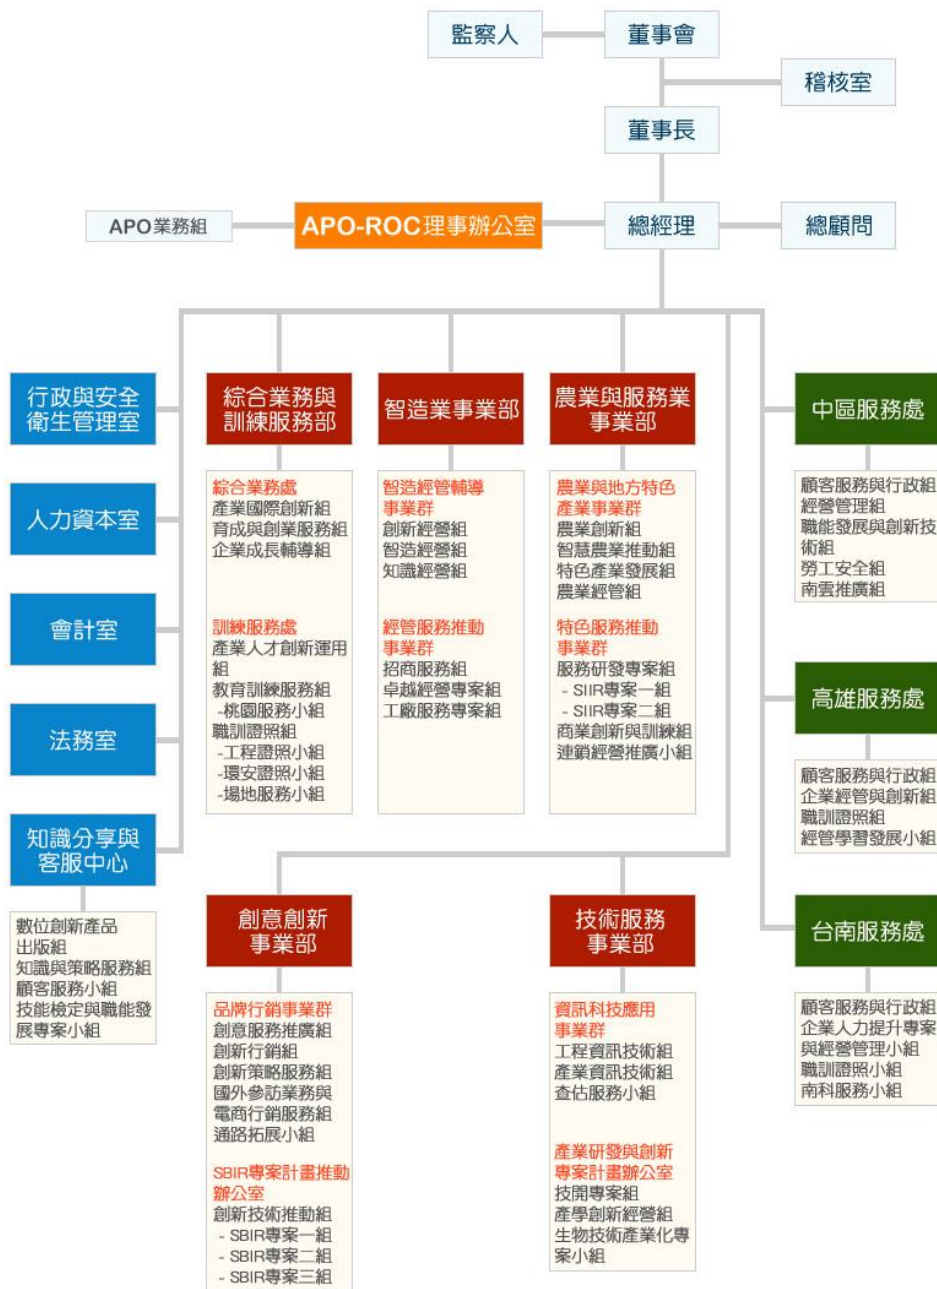 監察人
董事會
稽核室
董事長
APO業務組
APO-ROC理事辦公室
總經理
總顧問
行政與安全
衛生管理室
人力資本室
會計室
法務室
知識分享與
客服中心
數位創新產品
出版組
知識與策略服務組
顧客服務小組
技能檢定與職能發
展專案小組
綜合業務與
訓練服務部
綜合業務處
產業國際創新組
育成與創業服務組
企業成長輔導組
訓練服務處
產業人才創新運用
組
教育訓練服務組
-桃園服務小組
職訓證照組
-工程證照小組
-環安證照小組
-場地服務小組
智造業事業部
智造經管輔導
事業群
創新經營組
智造經營組
知識經營組
經管服務推動
事業群
招商服務組
卓越經營專案組
工廠服務專案組
農業與服務業
事業部
農業與地方特色
產業事業群
農業創新組
智慧農業推動組
特色產業發展組
農業經管組
特色服務推動
事業群
服務研發專案組
- SIIR專案一組
- SIIR專案二組
商業創新與訓練組
連鎖經營推廣小組
中區服務處
顧客服務與行政組
經營管理組
職能發展與創新技
術組
勞工安全組
南雲推廣組
高雄服務處
顧客服務與行政組
企業經管與創新組
職訓證照組
經管學習發展小組
台南服務處
顧客服務與行政組
企業人力提升專案
與經營管理小組
職訓證照小組
南科服務小組
創意創新
事業部
品牌行銷事業群
創意服務推廣組
創新行銷組
創新策略服務組
國外參訪業務與
電商行銷服務組
通路拓展小組
SBIR專案計畫推動
辦公室
創新技術推動組
- SBIR專案一組
- SBIR專案二組
- SBIR專案三組
技術服務
事業部
資訊科技應用
事業群
工程資訊技術組
產業資訊技術組
查估服務小組
產業研發與創新
專案計畫辦公室
技開專案組
產學創新經營組
生物技術產業化專
案小組